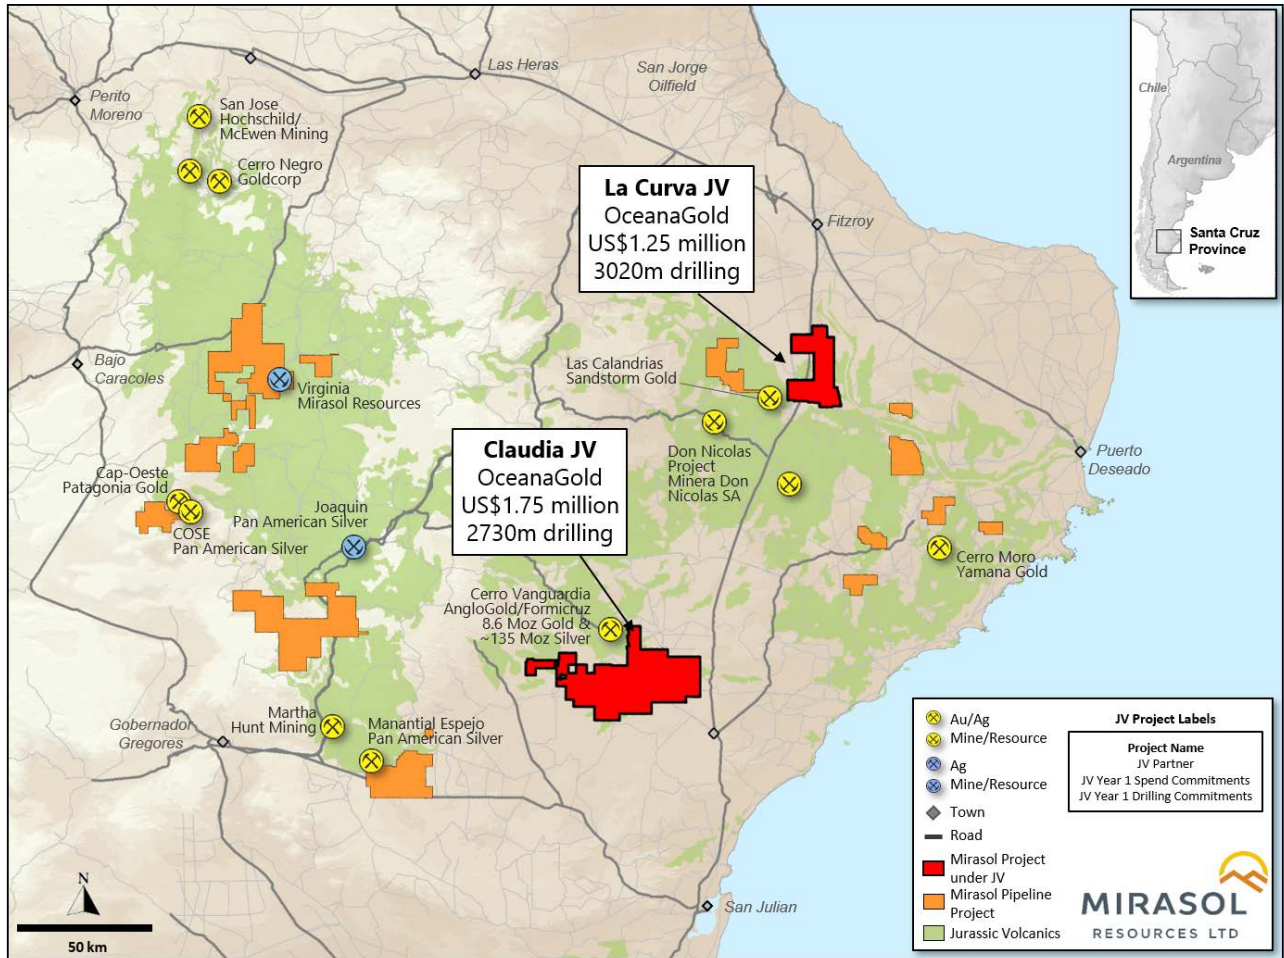 Las Heras
San Jorge
Oilfield
Perito
Moreno
San Jose
Hochschild/
McEwen Mining
Cerro Negro
Goldcorp
La Curva JV
OceanaGold
US$1.25 million
3020m drilling
Fitzroy
Chile
Argentina
Santa Cruz
Province
Bajo
Caracoles
Virginia
Mirasol Resources
Las Calandrias
Sandstorm Gold
Don Nicolas
Project
Minera Don
Nicolas SA
Puerto
Deseado
Claudia JV
OceanaGold
US$1.75 million
2730m drilling
Cap-Oeste
Patagonia Gold
COSE
Pan American Silver
Joaquin
Pan American Silver
Cerro Moro
Yamana Gold
Cerro Vanguardia
AngloGold/Formicruz
8.6 Moz Gold &
~135 Moz Silver
Martha
Hunt Mining
Manantial Espejo
Pan American Silver
Gobernador
Gregores
San Julian
N
50 km
Au/Ag
Mine/Resource
Ag
Mine/Resource
Town
Road
Mirasol Project
under JV
Mirasol Pipeline
Project
Jurassic Volcanics
JV Project Labels
Project Name
JV Partner
JV Year 1 Spend Commitments
JV Year 1 Drilling Commitments
MIRASOL
RESOURCES LTD